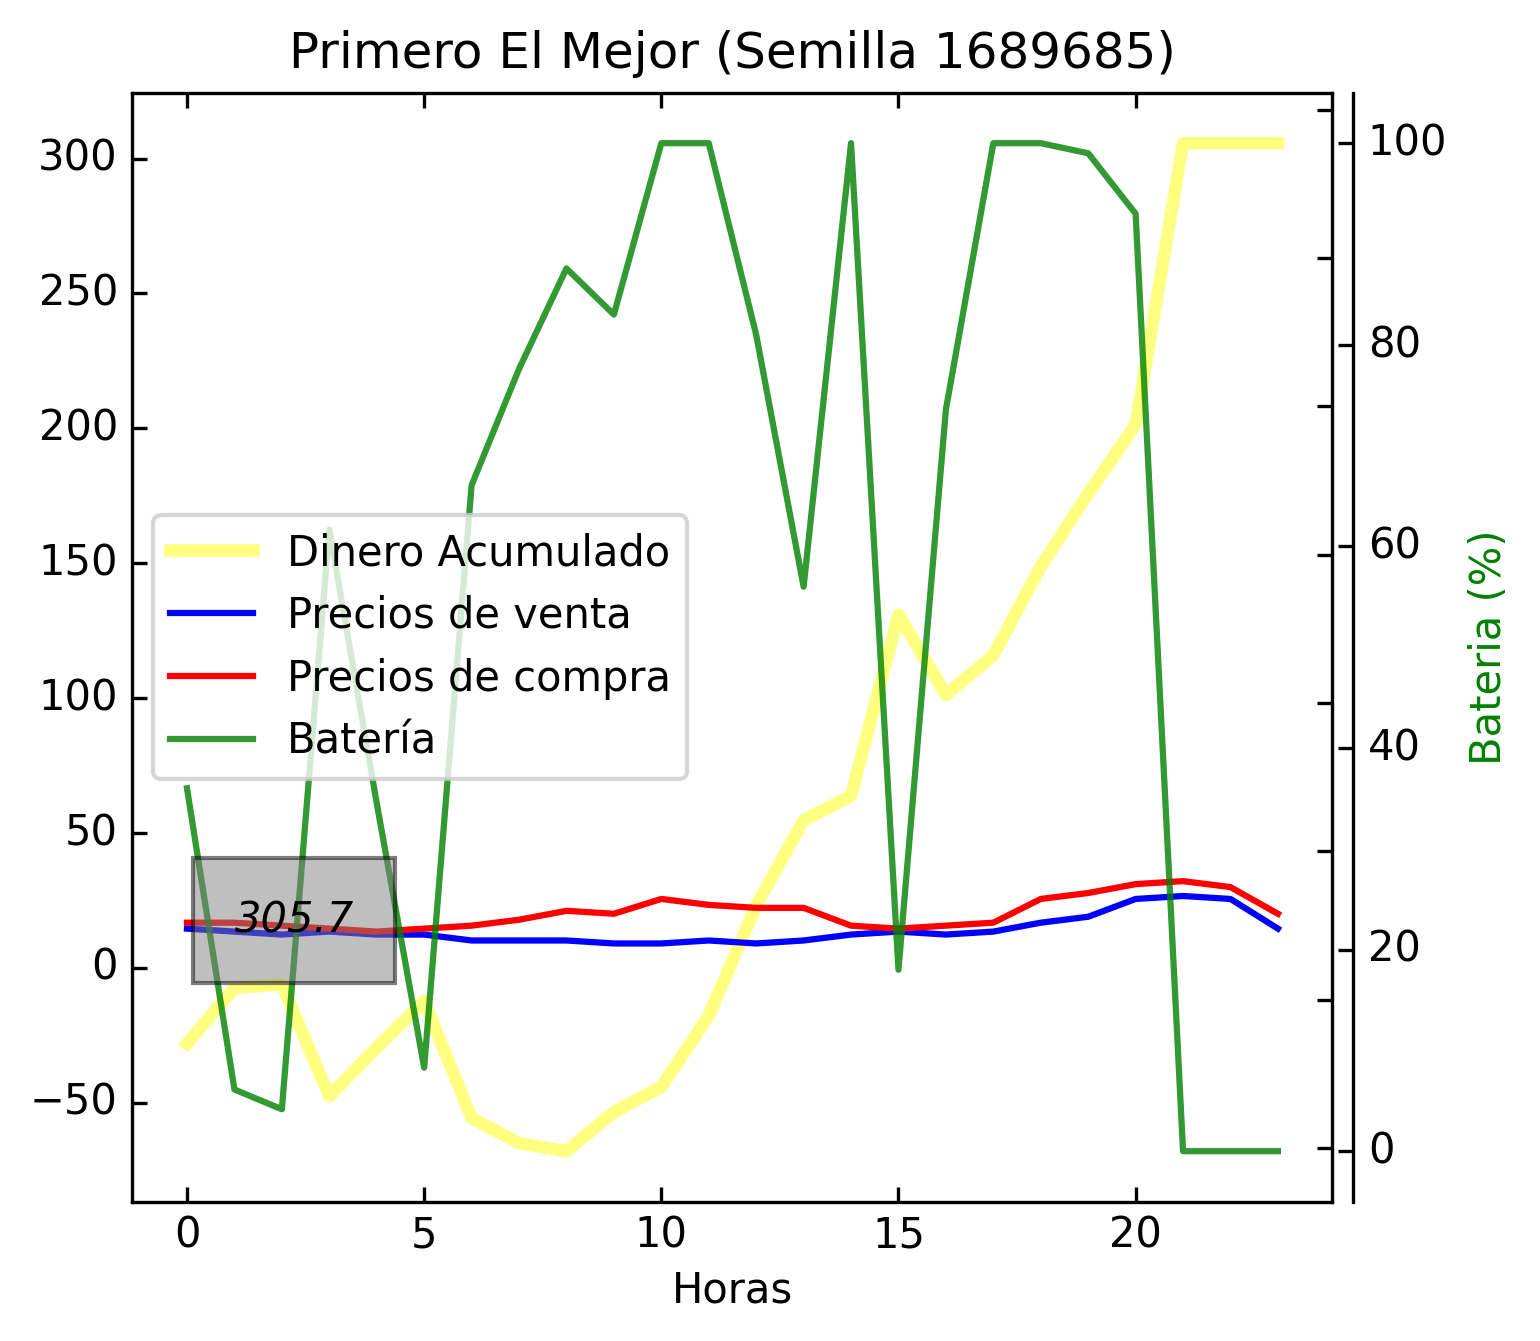 Primero El Mejor (Semilla 1689685)
300
250
200
150
100
50
0
−50
100
80
60
40
20
0
Bateria (%)
Dinero Acumulado
Precios de venta
Precios de compra
Batería
305.7
0 5 10 15 20
Horas